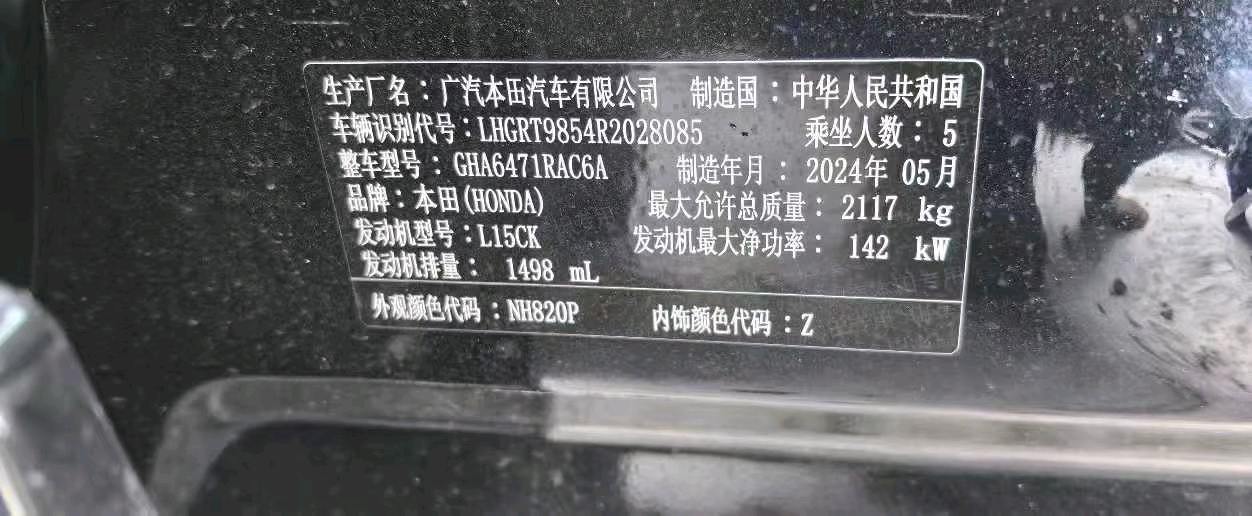 生产厂名：广汽本田汽车有限公司 制造国：中华人民共和国
车辆识别代号：LHGRT9854R2028085 乘坐人数：5
整车型号：GHA6471RAC6A 制造年月：2024年 05月
品牌：本田(HONDA) 最大允许总质量：2117 kg
发动机型号：L15CK 发动机最大净功率：142 kW
发动机排量：1498 mL
外观颜色代码：NH820P 内饰颜色代码：Z